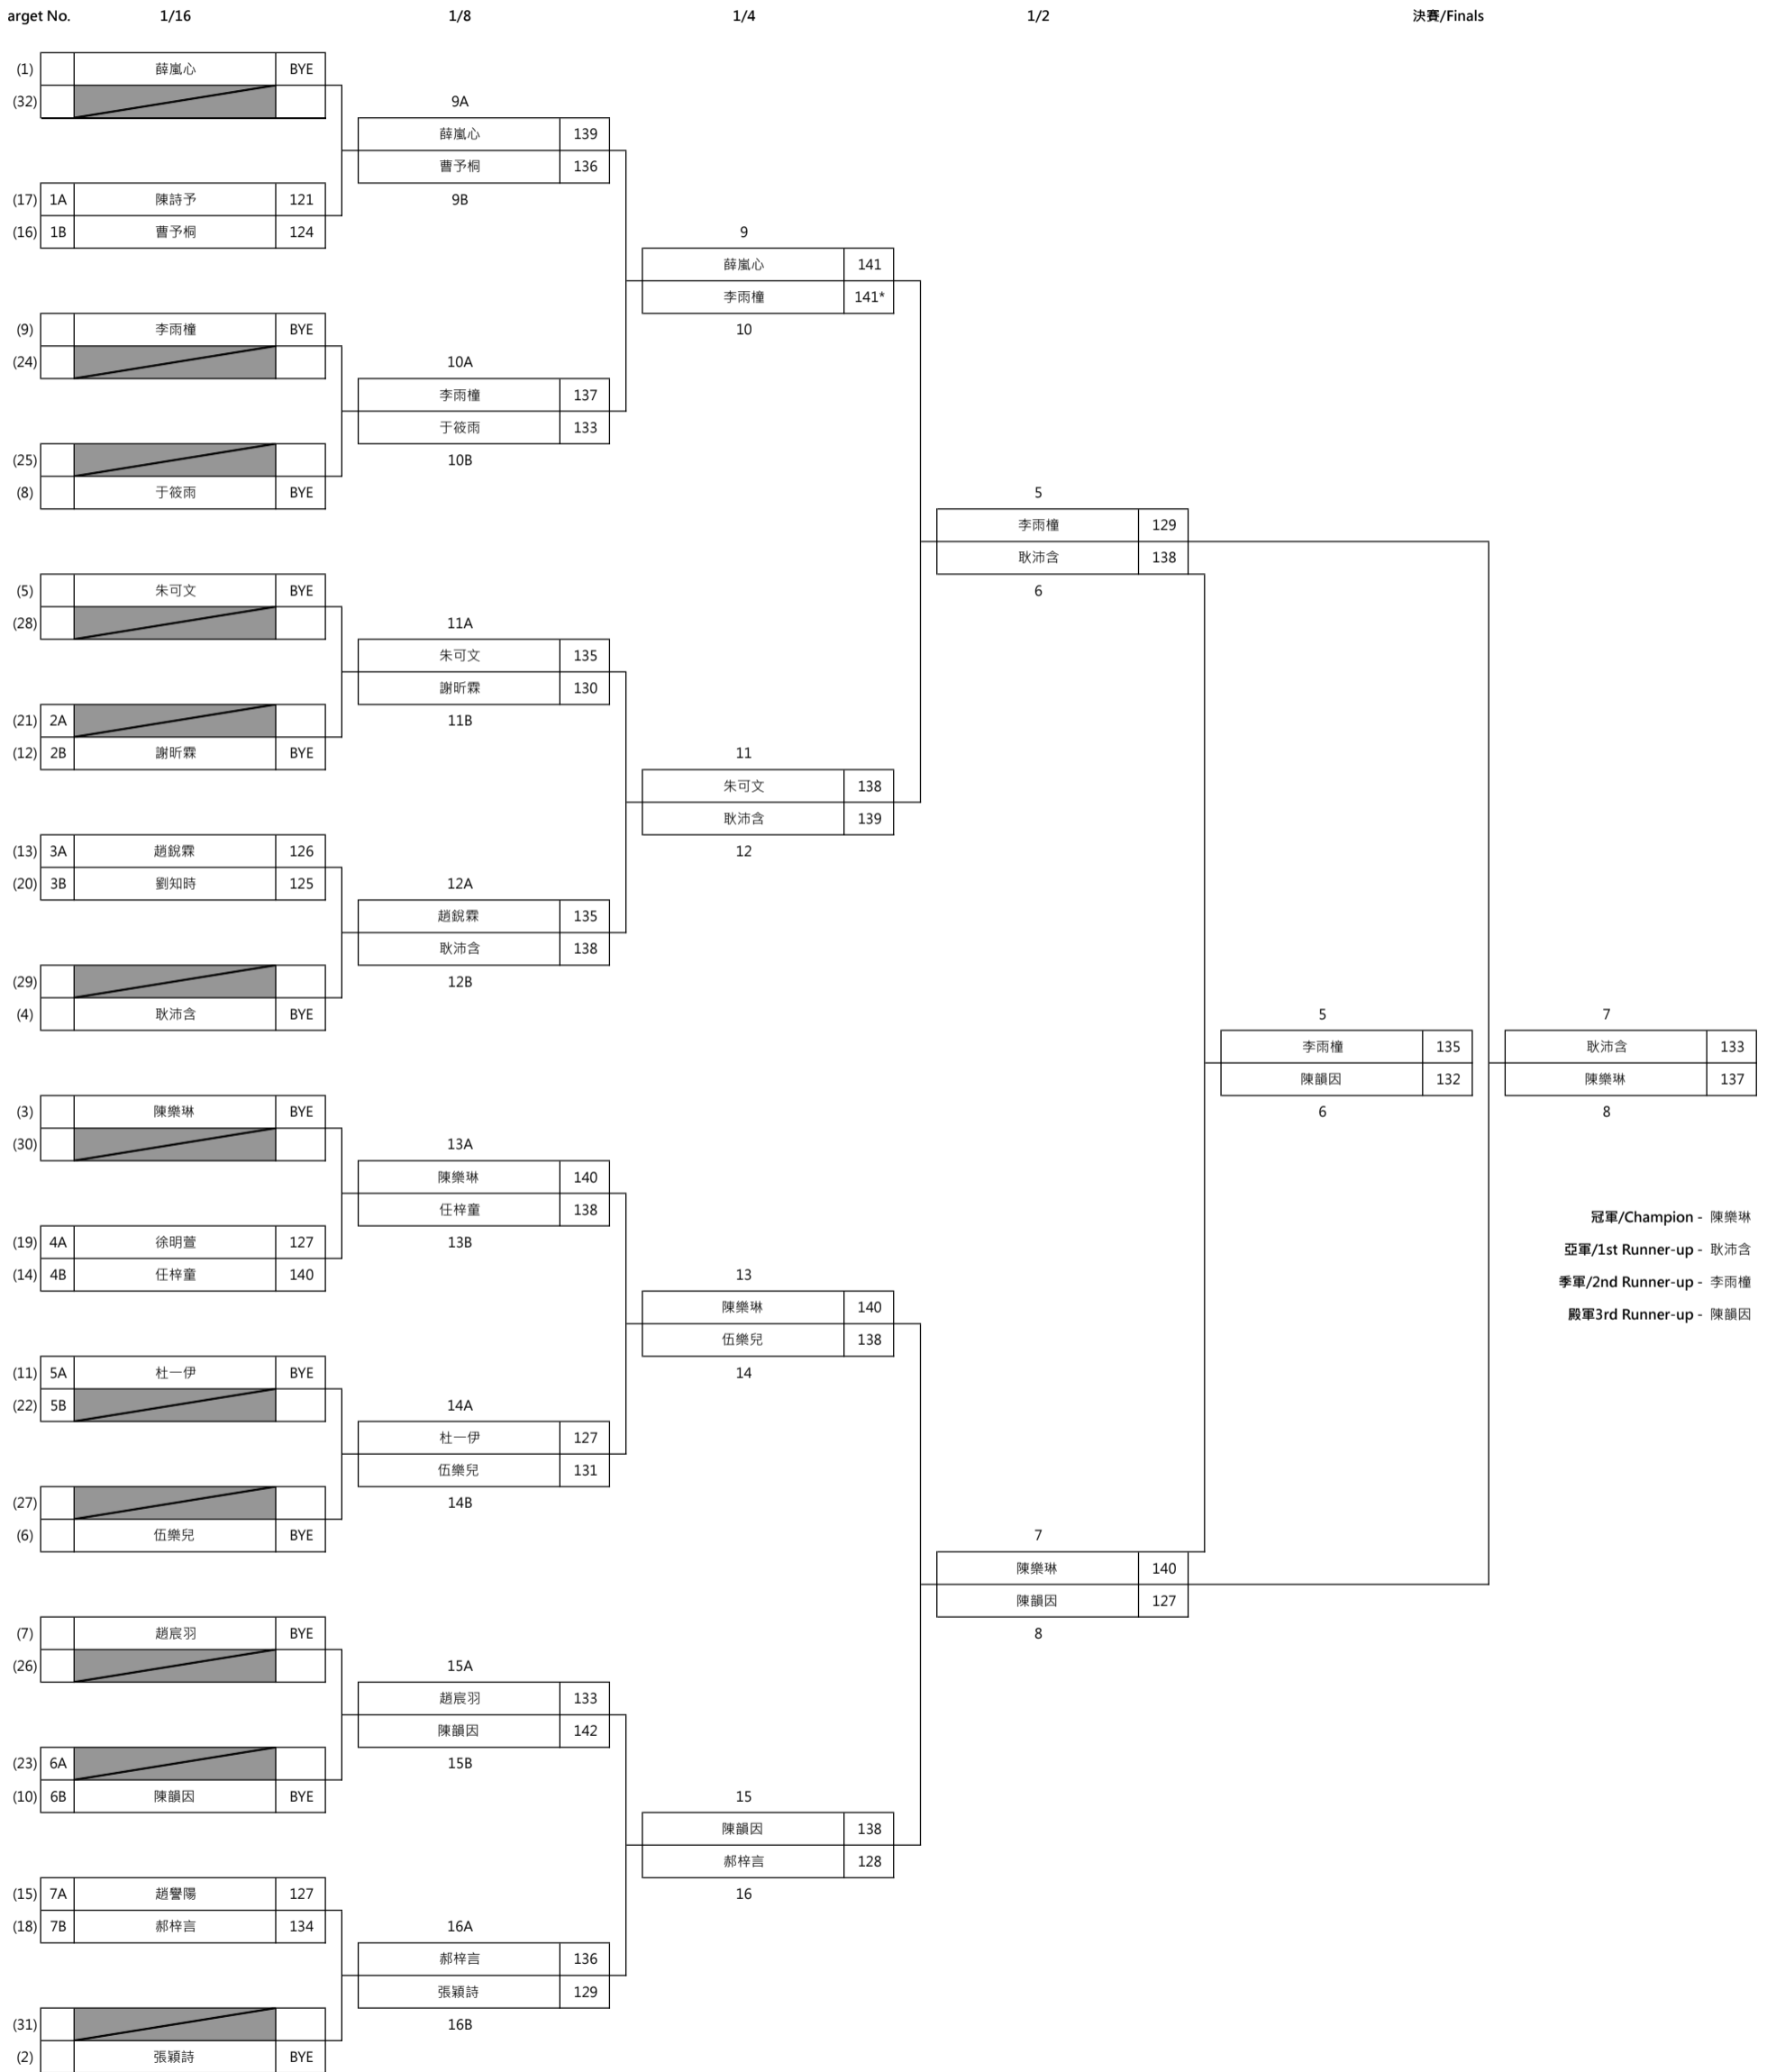 arget No. 1/16 1/8 1/4 1/2 決賽/Finals
(1) 薛嵐心 BYE
(32) 9A
薛嵐心 139
曹予桐 136
(17) 1A 陳詩予 121 9B
(16) 1B 曹予桐 124 9
薛嵐心 141
李雨橦 141*
(9) 李雨橦 BYE 10
(24) 10A
李雨橦 137
于筱雨 133
(25) 10B
(8) 于筱雨 BYE 5
李雨橦 129
耿沛含 138
(5) 朱可文 BYE 6
(28) 11A
朱可文 135
謝昕霖 130
(21) 2A 11B
(12) 2B 謝昕霖 BYE 11
朱可文 138
耿沛含 139
(13) 3A 趙銳霖 126 12
(20) 3B 劉知時 125 12A
趙銳霖 135
耿沛含 138
(29) 12B
(4) 耿沛含 BYE 5 7
李雨橦 135 耿沛含 133
陳韻因 132 陳樂琳 137
(3) 陳樂琳 BYE 6 8
(30) 13A
陳樂琳 140
任梓童 138 冠軍/Champion - 陳樂琳
(19) 4A 徐明萱 127 13B 亞軍/1st Runner-up - 耿沛含
(14) 4B 任梓童 140 13 季軍/2nd Runner-up - 李雨橦
陳樂琳 140 殿軍3rd Runner-up - 陳韻因
伍樂兒 138
(11) 5A 杜一伊 BYE 14
(22) 5B 14A
杜一伊 127
伍樂兒 131
(27) 14B
(6) 伍樂兒 BYE 7
陳樂琳 140
陳韻因 127
(7) 趙宸羽 BYE 8
(26) 15A
趙宸羽 133
陳韻因 142
(23) 6A 15B
(10) 6B 陳韻因 BYE 15
陳韻因 138
郝梓言 128
(15) 7A 趙譽陽 127 16
(18) 7B 郝梓言 134 16A
郝梓言 136
張穎詩 129
(31) 16B
(2) 張穎詩 BYE